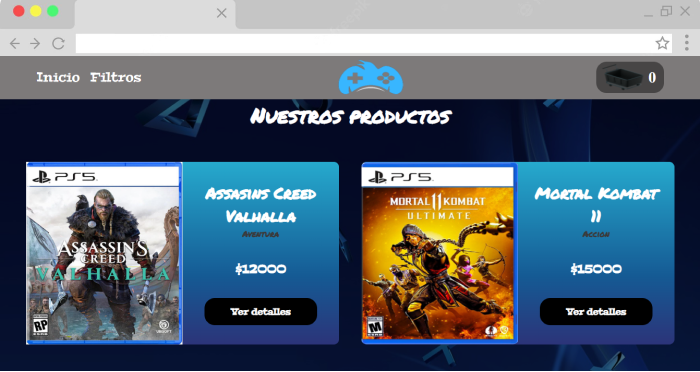 Inicio Filtros
0
Nuestros productos
PS5
ASSASSIN'S
CREED
VALHALLA
RP
UBISOFT
Assasins Creed
Valhalla
Aventura
$12000
Ver detalles
PS5
MORTAL KOMBAT
11
ULTIMATE
M
Mortal Kombat
11
Accion
$15000
Ver detalles